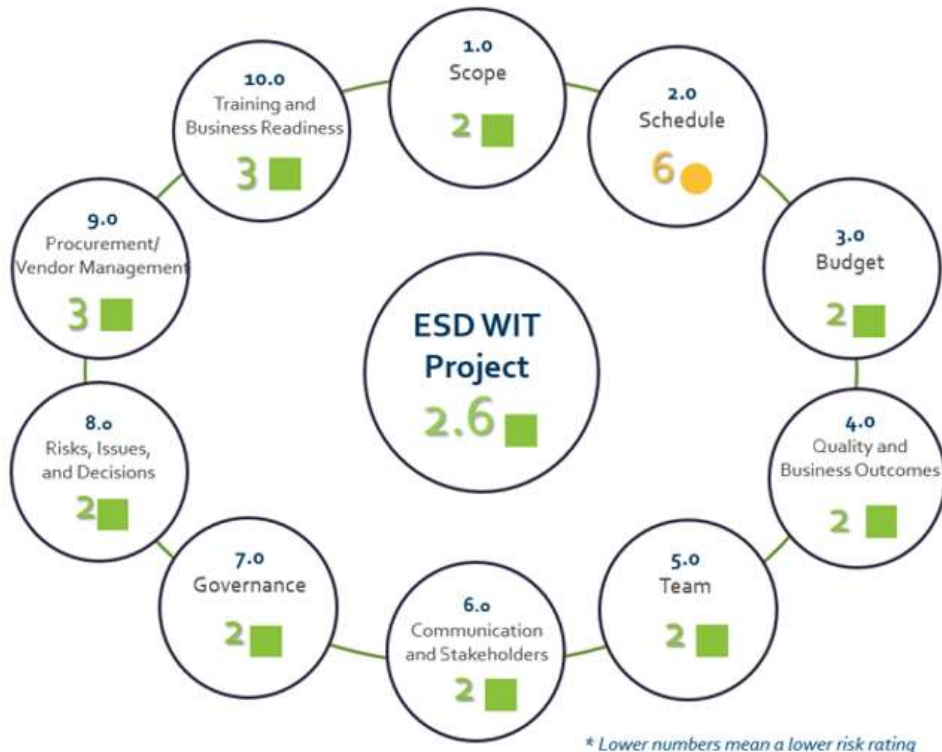 1.0
Scope
2
2.0
Schedule
6
3.0
Budget
2
4.0
Quality and
Business Outcomes
2
5.0
Team
2
6.0
Communication
and Stakeholders
2
7.0
Governance
2
8.0
Risks, Issues,
and Decisions
2
9.0
Procurement/
Vendor Management
3
10.0
Training and
Business Readiness
3
ESD WIT
Project
2.6
* Lower numbers mean a lower risk rating